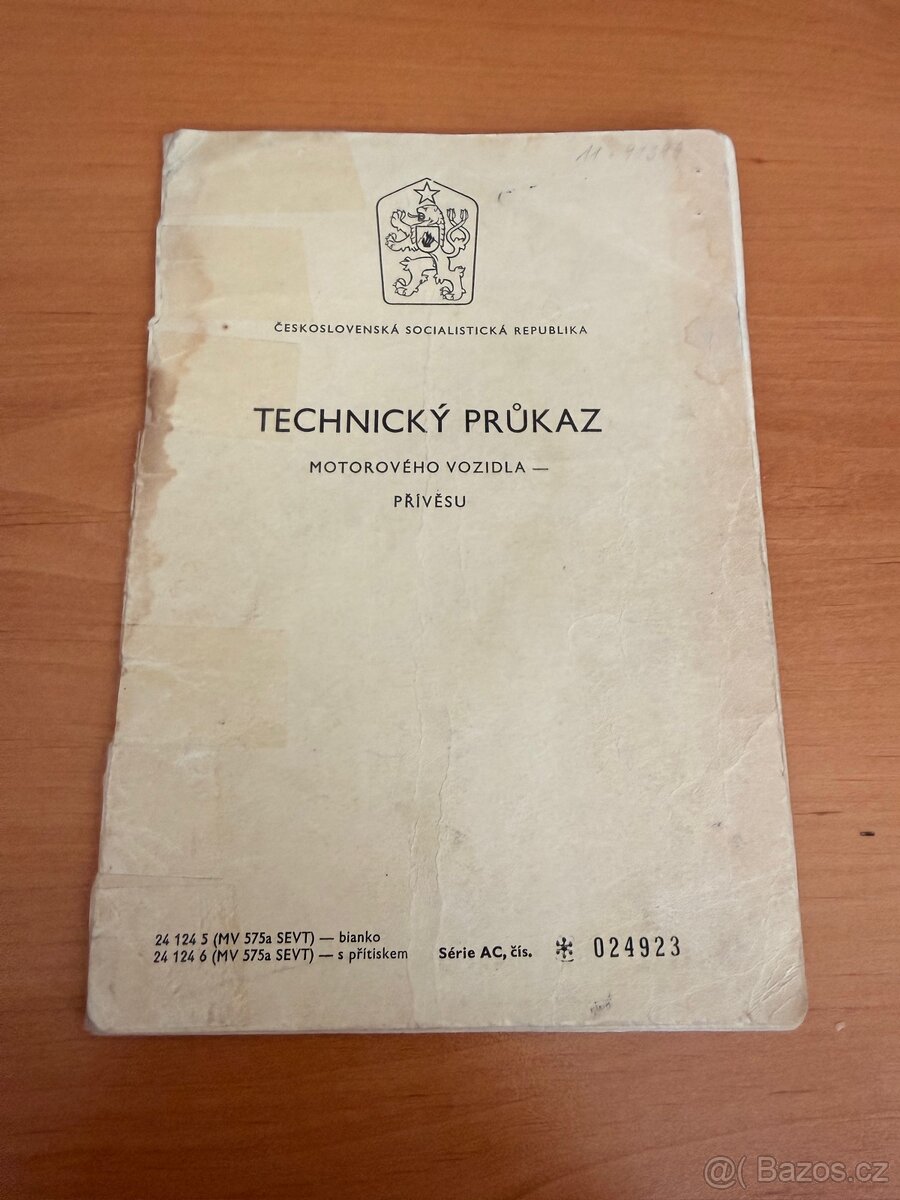 ČESKOSLOVENSKÁ SOCIALISTICKÁ REPUBLIKA
TECHNICKÝ PRŮKAZ
MOTOROVÉHO VOZIDLA —
PŘÍVĚSU
24 124 5 (MV 575a SEVT) — bianko
24 124 6 (MV 575a SEVT) — s přítiskem
Série AC, čís. * 024923
@( Bazos.cz